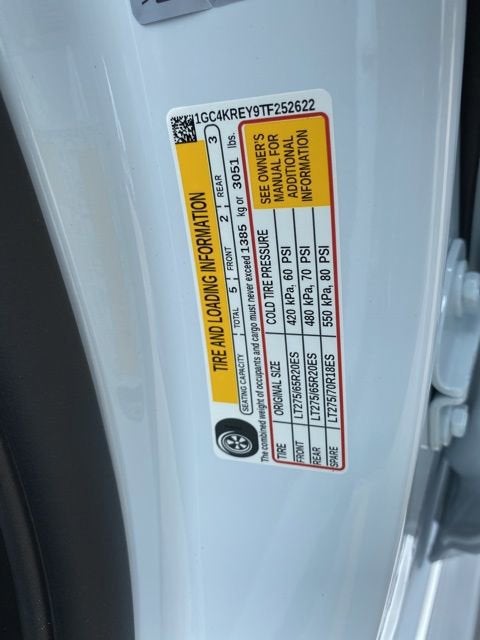 1GC4KREY9TF252622
TIRE AND LOADING INFORMATION
SEATING CAPACITY TOTAL 5 FRONT 2 REAR 3
The combined weight of occupants and cargo must never exceed 1385 kg or 3051 lbs.
TIRE ORIGINAL SIZE COLD TIRE PRESSURE
FRONT LT275/65R20ES 420 kPa, 60 PSI
REAR LT275/65R20ES 480 kPa, 70 PSI
SPARE LT275/70R18ES 550 kPa, 80 PSI
SEE OWNER'S
MANUAL FOR
ADDITIONAL
INFORMATION